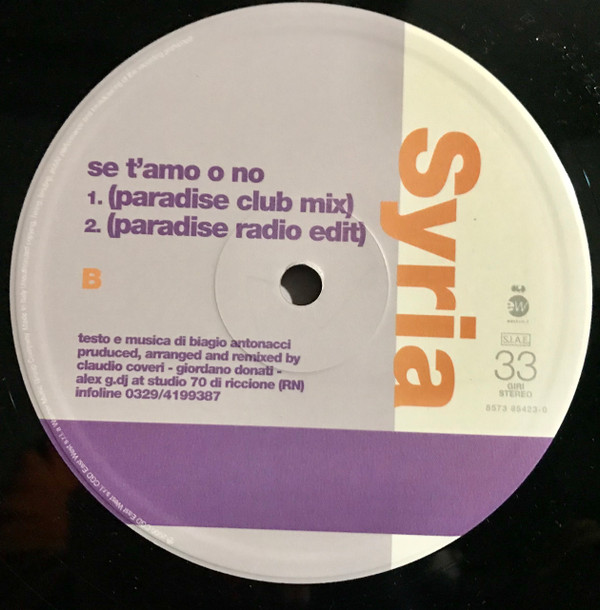 se t'amo o no
1. (paradise club mix)
2. (paradise radio edit)
B
testo e musica di biagio antonacci
pruduced, arranged and remixed by
claudio coveri - giordano donati -
alex g.dj at studio 70 di riccione (RN)
infoline 0329/4199387
syria
ew
S.I.A.E.
33
GIRI
STEREO
8573 85423-0